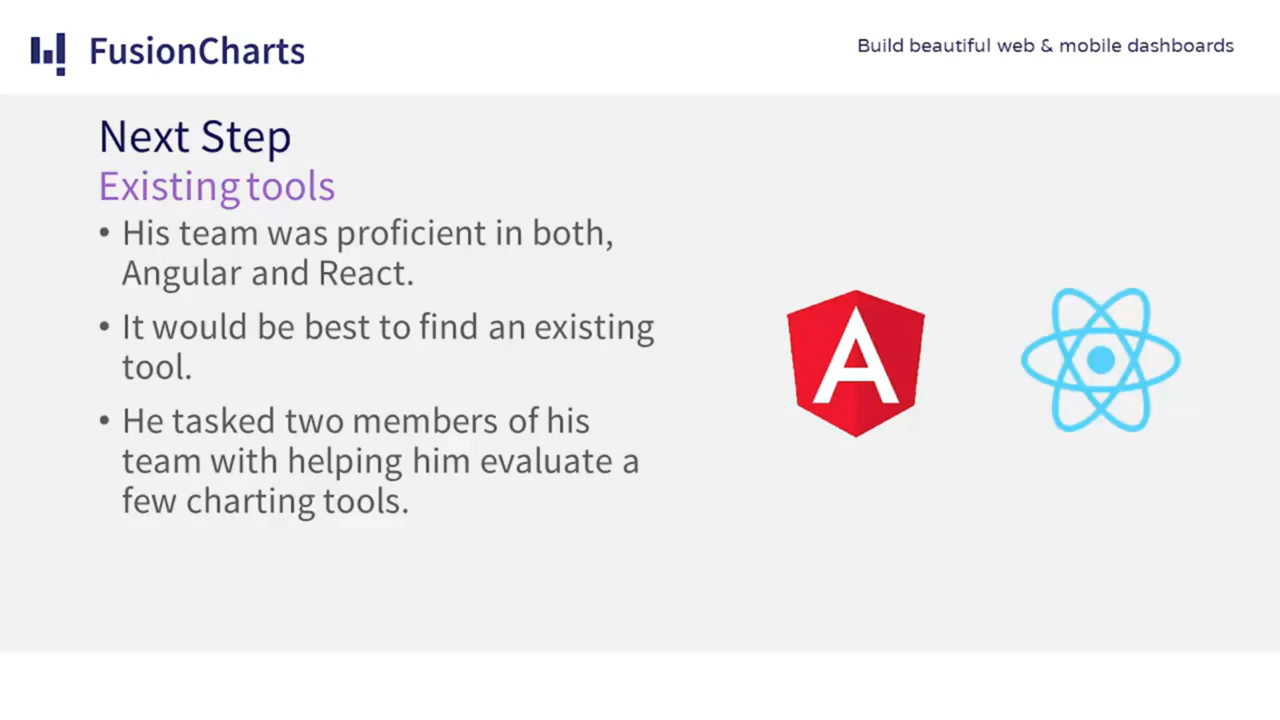 FusionCharts
Build beautiful web & mobile dashboards
Next Step
Existing tools
• His team was proficient in both,
Angular and React.
• It would be best to find an existing
tool.
• He tasked two members of his
team with helping him evaluate a
few charting tools.
A